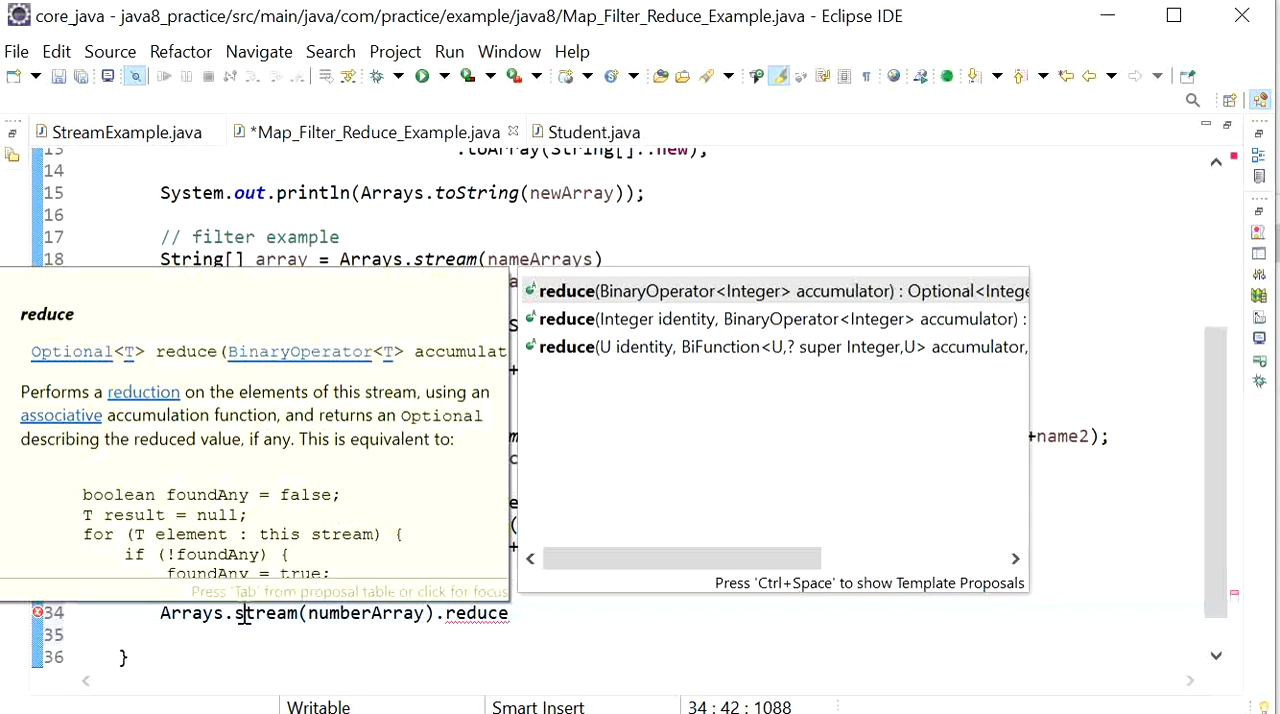 core_java - java8_practice/src/main/java/com/practice/example/java8/Map_Filter_Reduce_Example.java - Eclipse IDE
File Edit Source Refactor Navigate Search Project Run Window Help
StreamExample.java *Map_Filter_Reduce_Example.java Student.java
13 .toArray(String[]::new);
14
15 System.out.println(Arrays.toString(newArray));
16
17 // filter example
18 String[] array = Arrays.stream(nameArrays)
reduce
Optional<T> reduce(BinaryOperator<T> accumulat
Performs a reduction on the elements of this stream, using an
associative accumulation function, and returns an Optional
describing the reduced value, if any. This is equivalent to:
boolean foundAny = false;
T result = null;
for (T element : this stream) {
if (!foundAny) {
foundAny = true;
Press 'Tab' from proposal table or click for focus
reduce(BinaryOperator<Integer> accumulator) : Optional<Intege
reduce(Integer identity, BinaryOperator<Integer> accumulator) :
reduce(U identity, BiFunction<U,? super Integer,U> accumulator,
+name2);
Press 'Ctrl+Space' to show Template Proposals
34 Arrays.stream(numberArray).reduce
35
36 }
Writable Smart Insert 34 : 42 : 1088